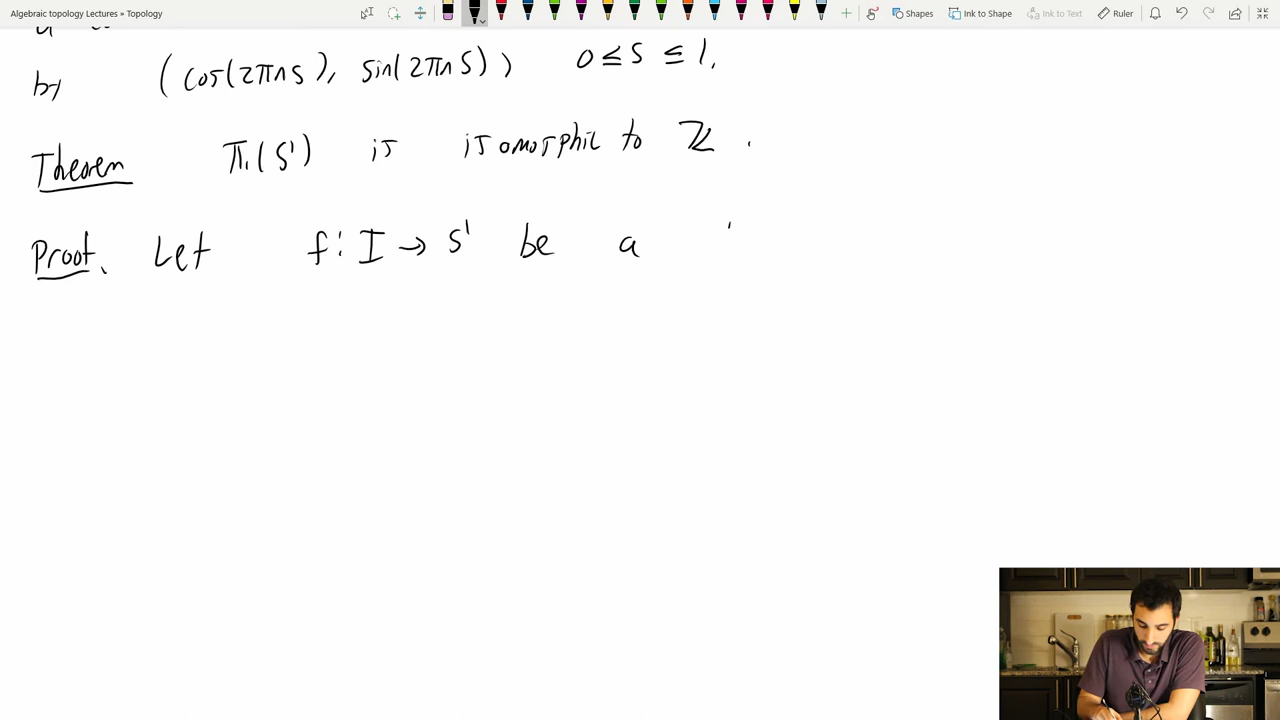 Algebraic topology Lectures » Topology
Shapes Ink to Shape Ink to Text Ruler
by (cos(2πns), sin(2πns)) 0 ≤ s ≤ 1.
Theorem π₁(S¹) is isomorphic to ℤ.
Proof. Let f: I → S¹ be a